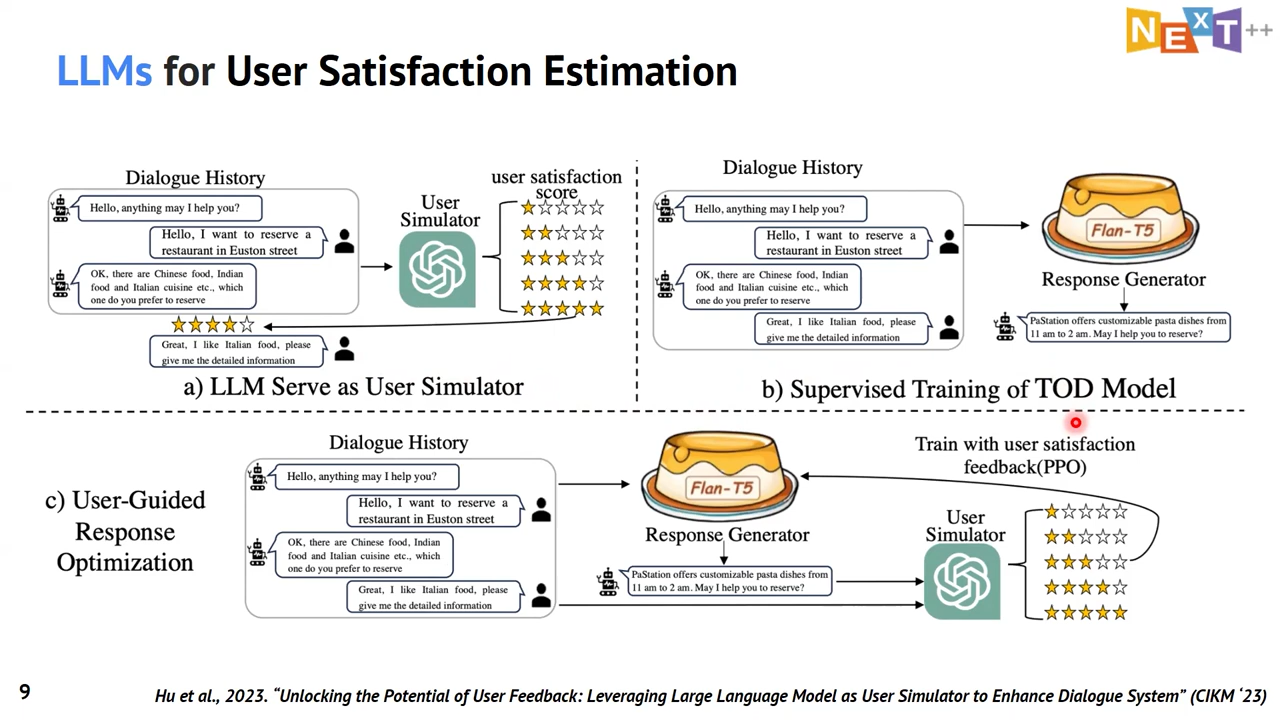 NExT++
LLMs for User Satisfaction Estimation
Dialogue History
Hello, anything may I help you?
Hello, I want to reserve a
restaurant in Euston street
OK, there are Chinese food, Indian
food and Italian cuisine etc., which
one do you prefer to reserve
Great, I like Italian food, please
give me the detailed information
User
Simulator
user satisfaction
score
a) LLM Serve as User Simulator
Dialogue History
Hello, anything may I help you?
Hello, I want to reserve a
restaurant in Euston street
OK, there are Chinese food, Indian
food and Italian cuisine etc., which
one do you prefer to reserve
Great, I like Italian food, please
give me the detailed information
Flan-T5
Response Generator
PaStation offers customizable pasta dishes from
11 am to 2 am. May I help you to reserve?
b) Supervised Training of TOD Model
c) User-Guided
Response
Optimization
Dialogue History
Hello, anything may I help you?
Hello, I want to reserve a
restaurant in Euston street
OK, there are Chinese food, Indian
food and Italian cuisine etc., which
one do you prefer to reserve
Great, I like Italian food, please
give me the detailed information
Flan-T5
Response Generator
PaStation offers customizable pasta dishes from
11 am to 2 am. May I help you to reserve?
Train with user satisfaction
feedback(PPO)
User
Simulator
9
Hu et al., 2023. “Unlocking the Potential of User Feedback: Leveraging Large Language Model as User Simulator to Enhance Dialogue System” (CIKM ‘23)